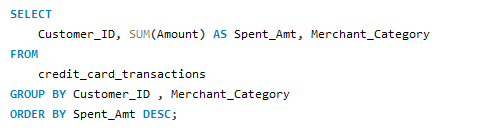 SELECT
    Customer_ID, SUM(Amount) AS Spent_Amt, Merchant_Category
FROM
    credit_card_transactions
GROUP BY Customer_ID , Merchant_Category
ORDER BY Spent_Amt DESC;